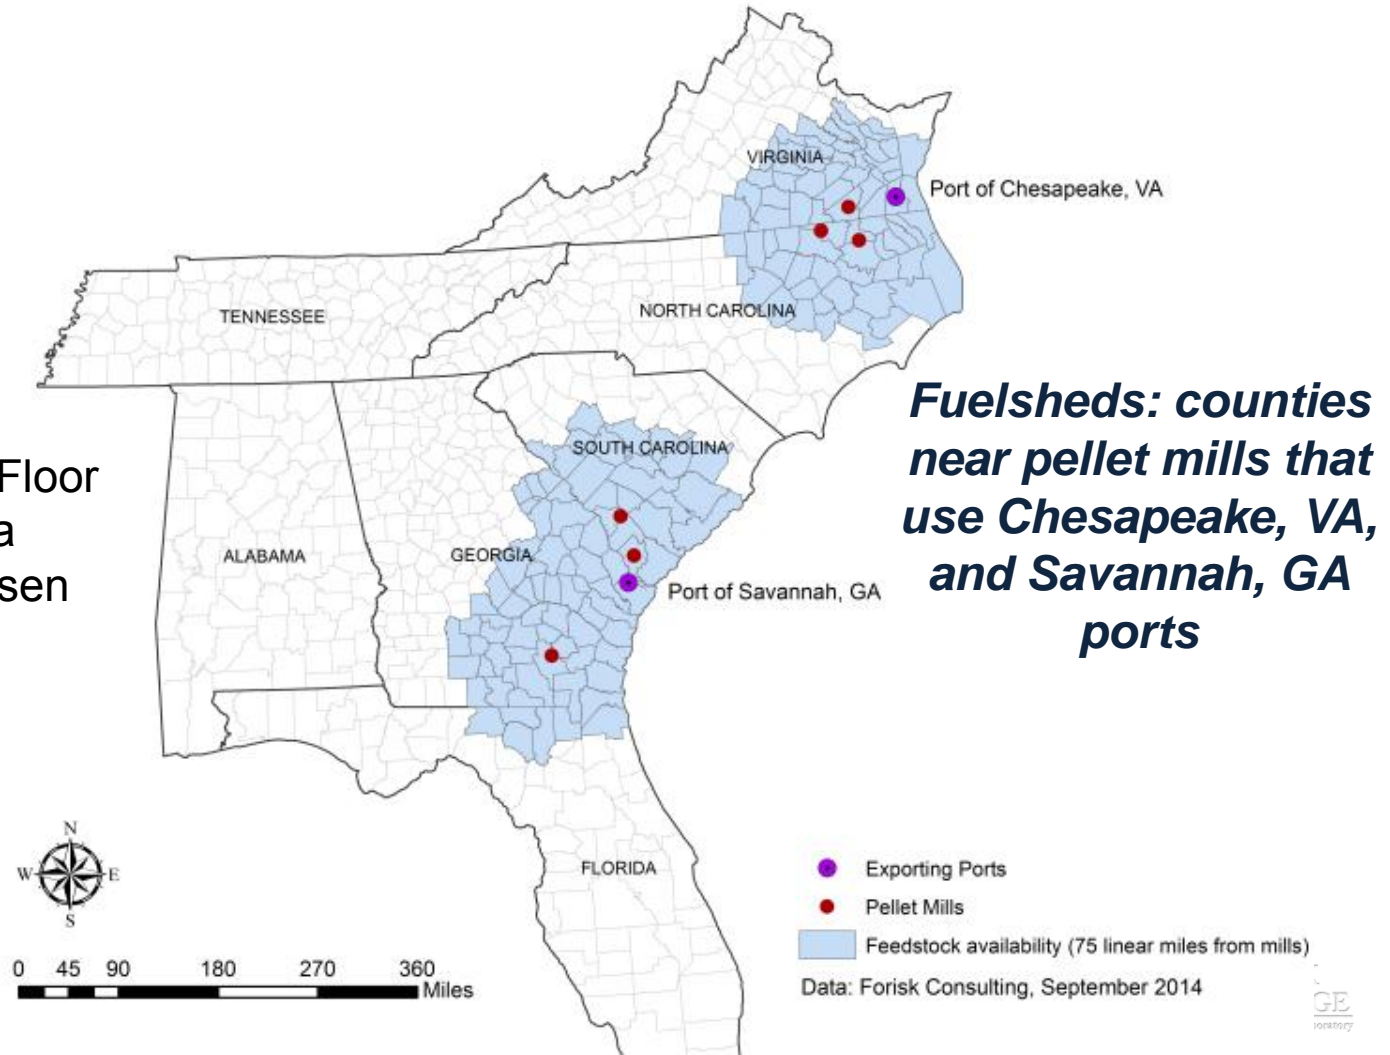 VIRGINIA
Port of Chesapeake, VA
TENNESSEE
NORTH CAROLINA
Fuelsheds: counties
near pellet mills that
use Chesapeake, VA,
and Savannah, GA
ports
SOUTH CAROLINA
Floor
a
sen
ALABAMA
GEORGIA
Port of Savannah, GA
FLORIDA
N
W E
S
0 45 90 180 270 360
Miles
Exporting Ports
Pellet Mills
Feedstock availability (75 linear miles from mills)
Data: Forisk Consulting, September 2014
GE
oratory